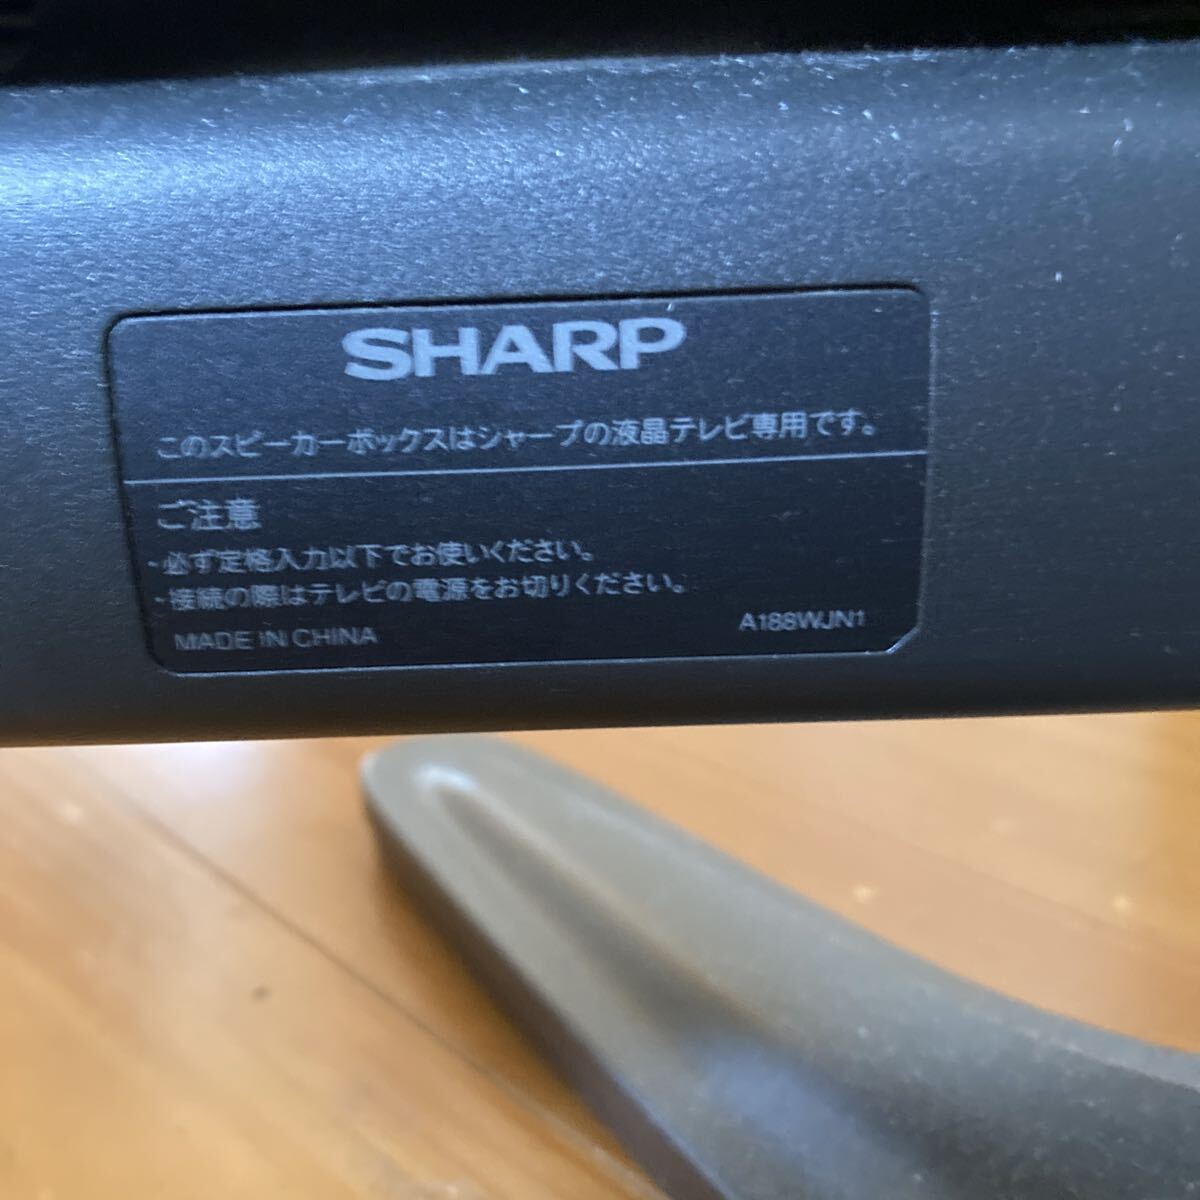 SHARP
このスピーカーボックスはシャープの液晶テレビ専用です。
ご注意
・必ず定格入力以下でお使いください。
・接続の際はテレビの電源をお切りください。
MADE IN CHINA
A188WJN1